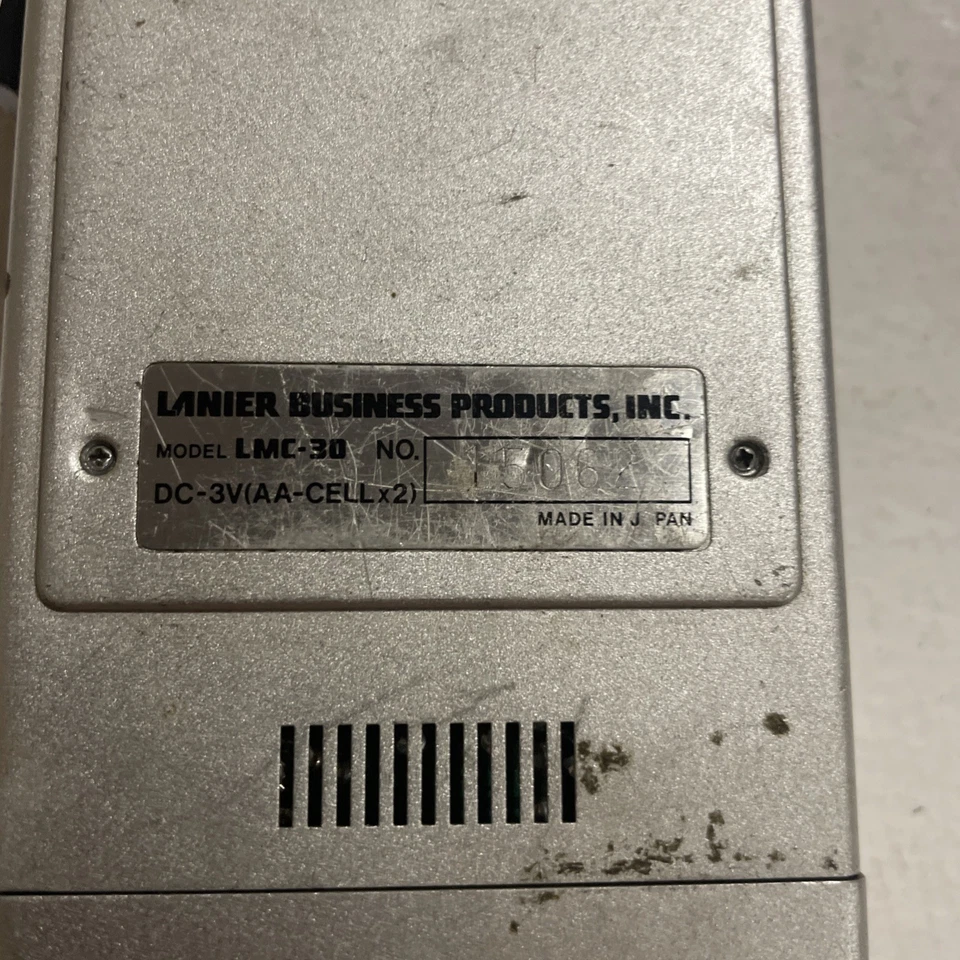 LANIER BUSINESS PRODUCTS, INC.
MODEL LMC-30 NO.
DC-3V(AA-CELLx2)
MADE IN J PAN